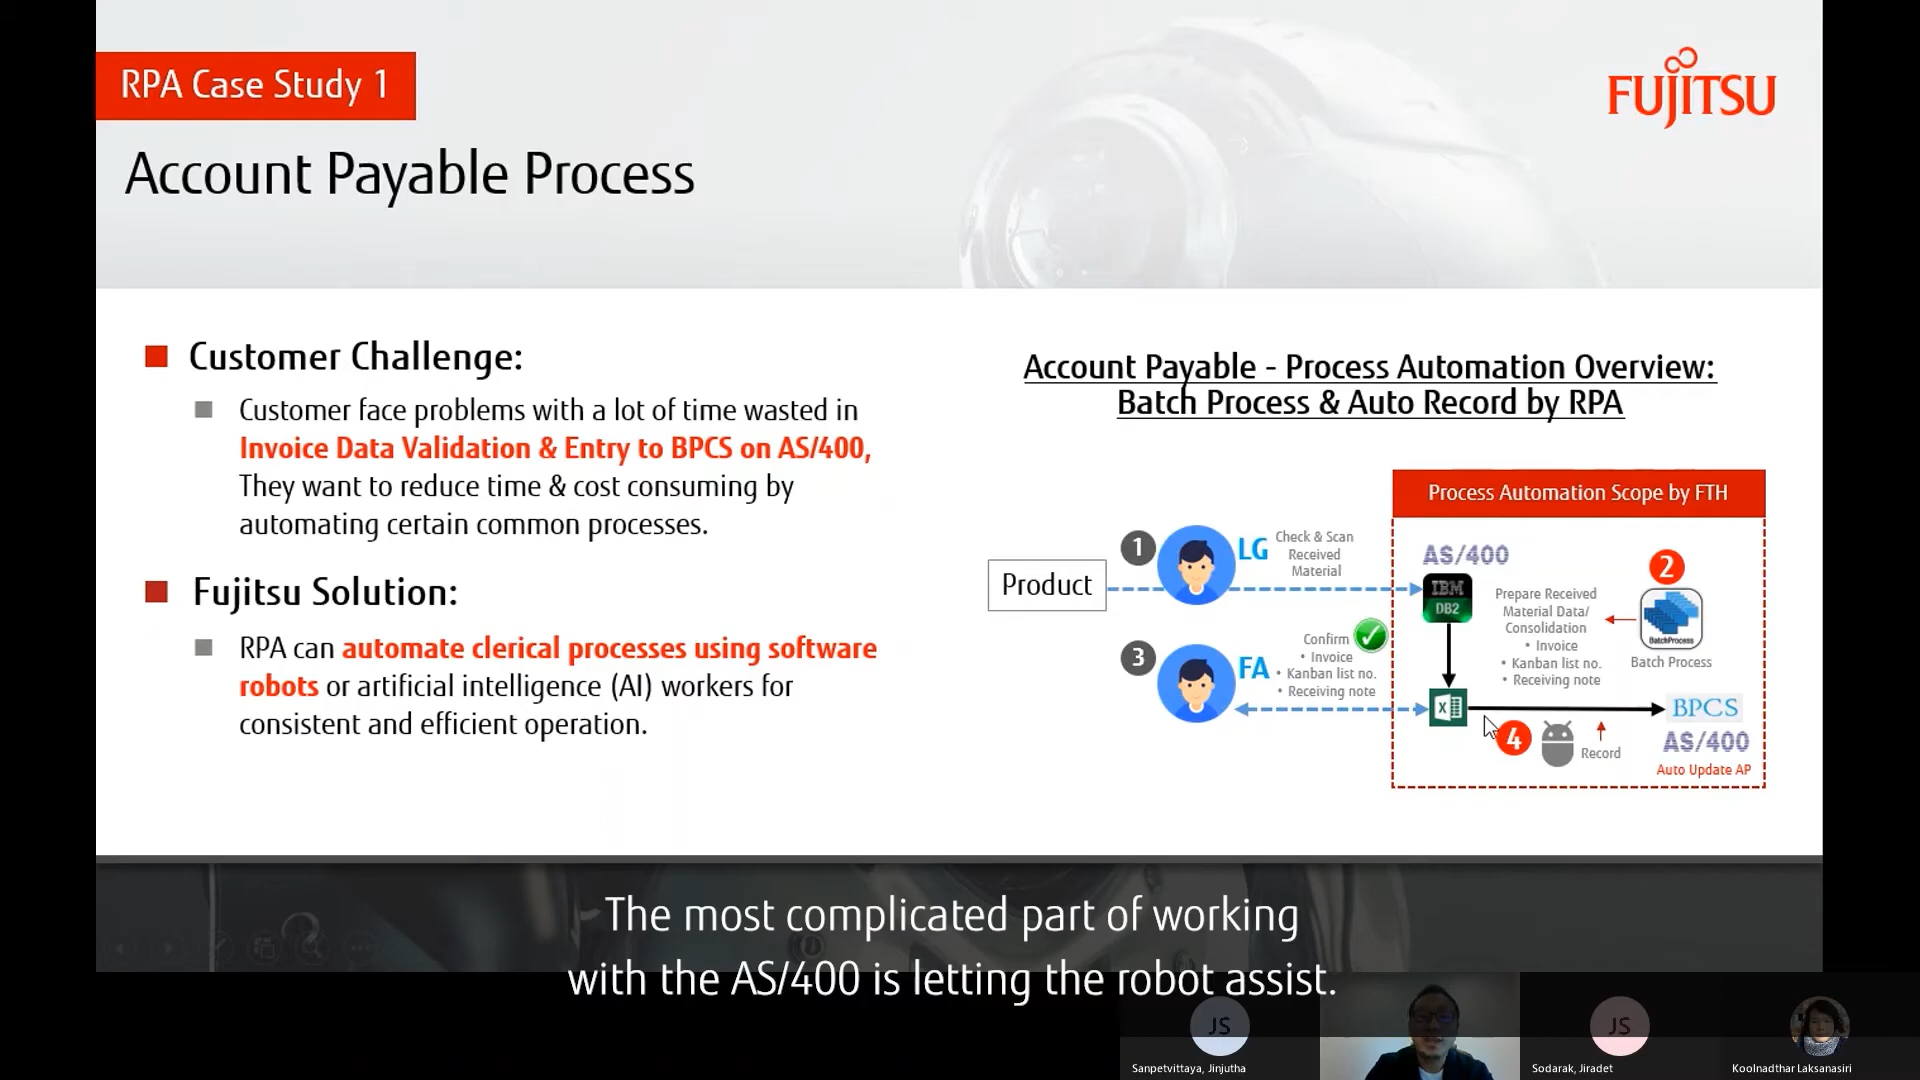 RPA Case Study 1
FUJITSU
Account Payable Process
Customer Challenge:
Customer face problems with a lot of time wasted in
Invoice Data Validation & Entry to BPCS on AS/400,
They want to reduce time & cost consuming by
automating certain common processes.
Fujitsu Solution:
RPA can automate clerical processes using software
robots or artificial intelligence (AI) workers for
consistent and efficient operation.
Account Payable - Process Automation Overview:
Batch Process & Auto Record by RPA
Process Automation Scope by FTH
Product
1
LG
Check & Scan
Received
Material
AS/400
IBM
DB2
Prepare Received
Material Data/
Consolidation
• Invoice
• Kanban list no.
• Receiving note
2
BatchProcess
Batch Process
3
FA
Confirm
• Invoice
• Kanban list no.
• Receiving note
X
4
Record
BPCS
AS/400
Auto Update AP
The most complicated part of working
with the AS/400 is letting the robot assist.
JS
Sanpetvittaya, Jinjutha
JS
Sodarak, Jiradet
Koolnadthar Laksanasiri